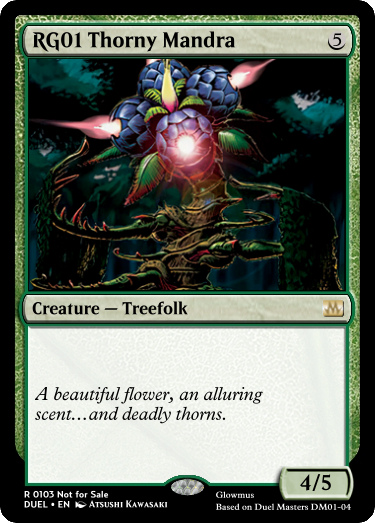 RG01 Thorny Mandra 5
Creature — Treefolk
A beautiful flower, an alluring
scent…and deadly thorns.
4/5
R 0103 Not for Sale
DUEL • EN Atsushi Kawasaki
Glowmus
Based on Duel Masters DM01-04